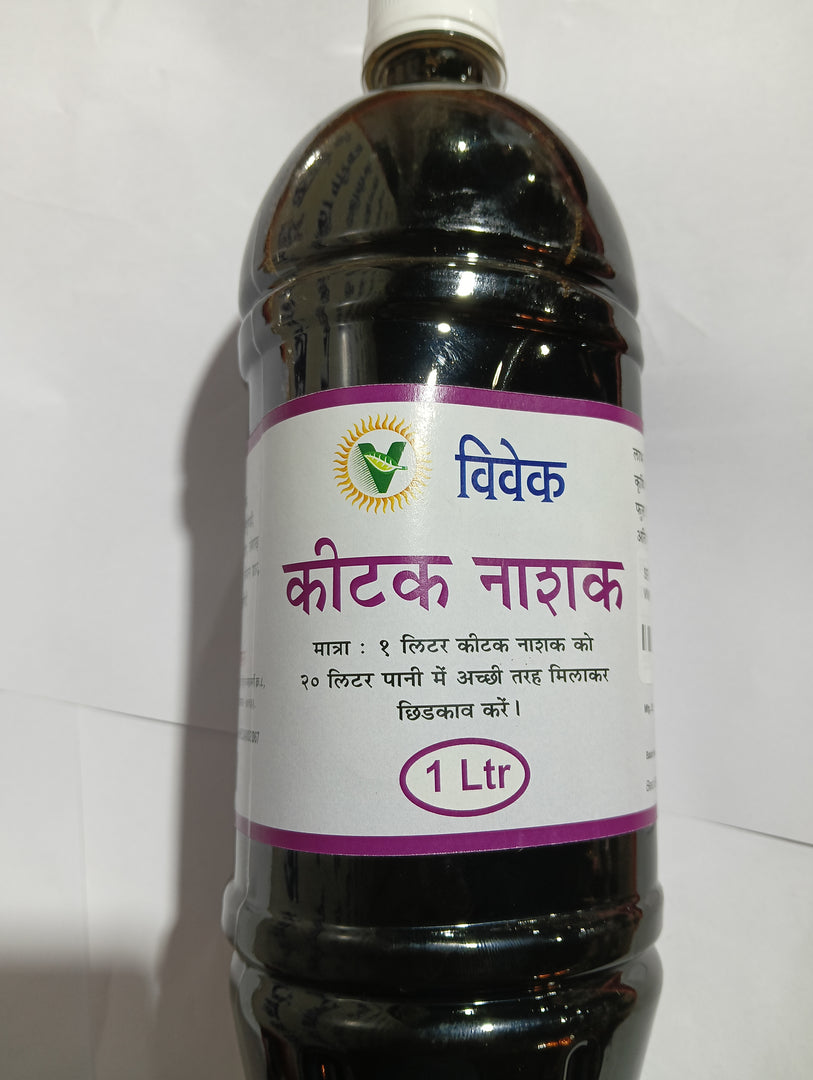 विवेक
कीटक नाशक
मात्रा : १ लिटर कीटक नाशक को
२० लिटर पानी में अच्छी तरह मिलाकर
छिडकाव करें।
1 Ltr